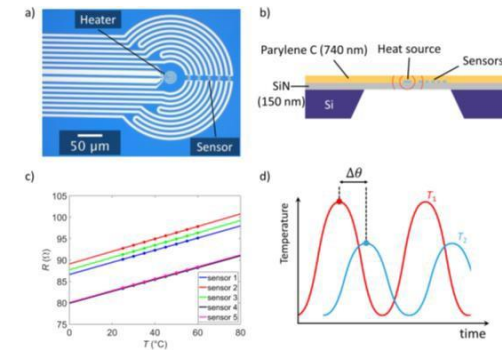 a)
Heater
50 µm
Sensor
b)
Parylene C (740 nm)
Heat source
Sensors
SiN
(150 nm)
Si
c)
105
100
95
90
85
80
75
R (Ω)
sensor 1
sensor 2
sensor 3
sensor 4
sensor 5
0 20 40 60 80
T (°C)
d)
Δθ
T₁
T₂
Temperature
time